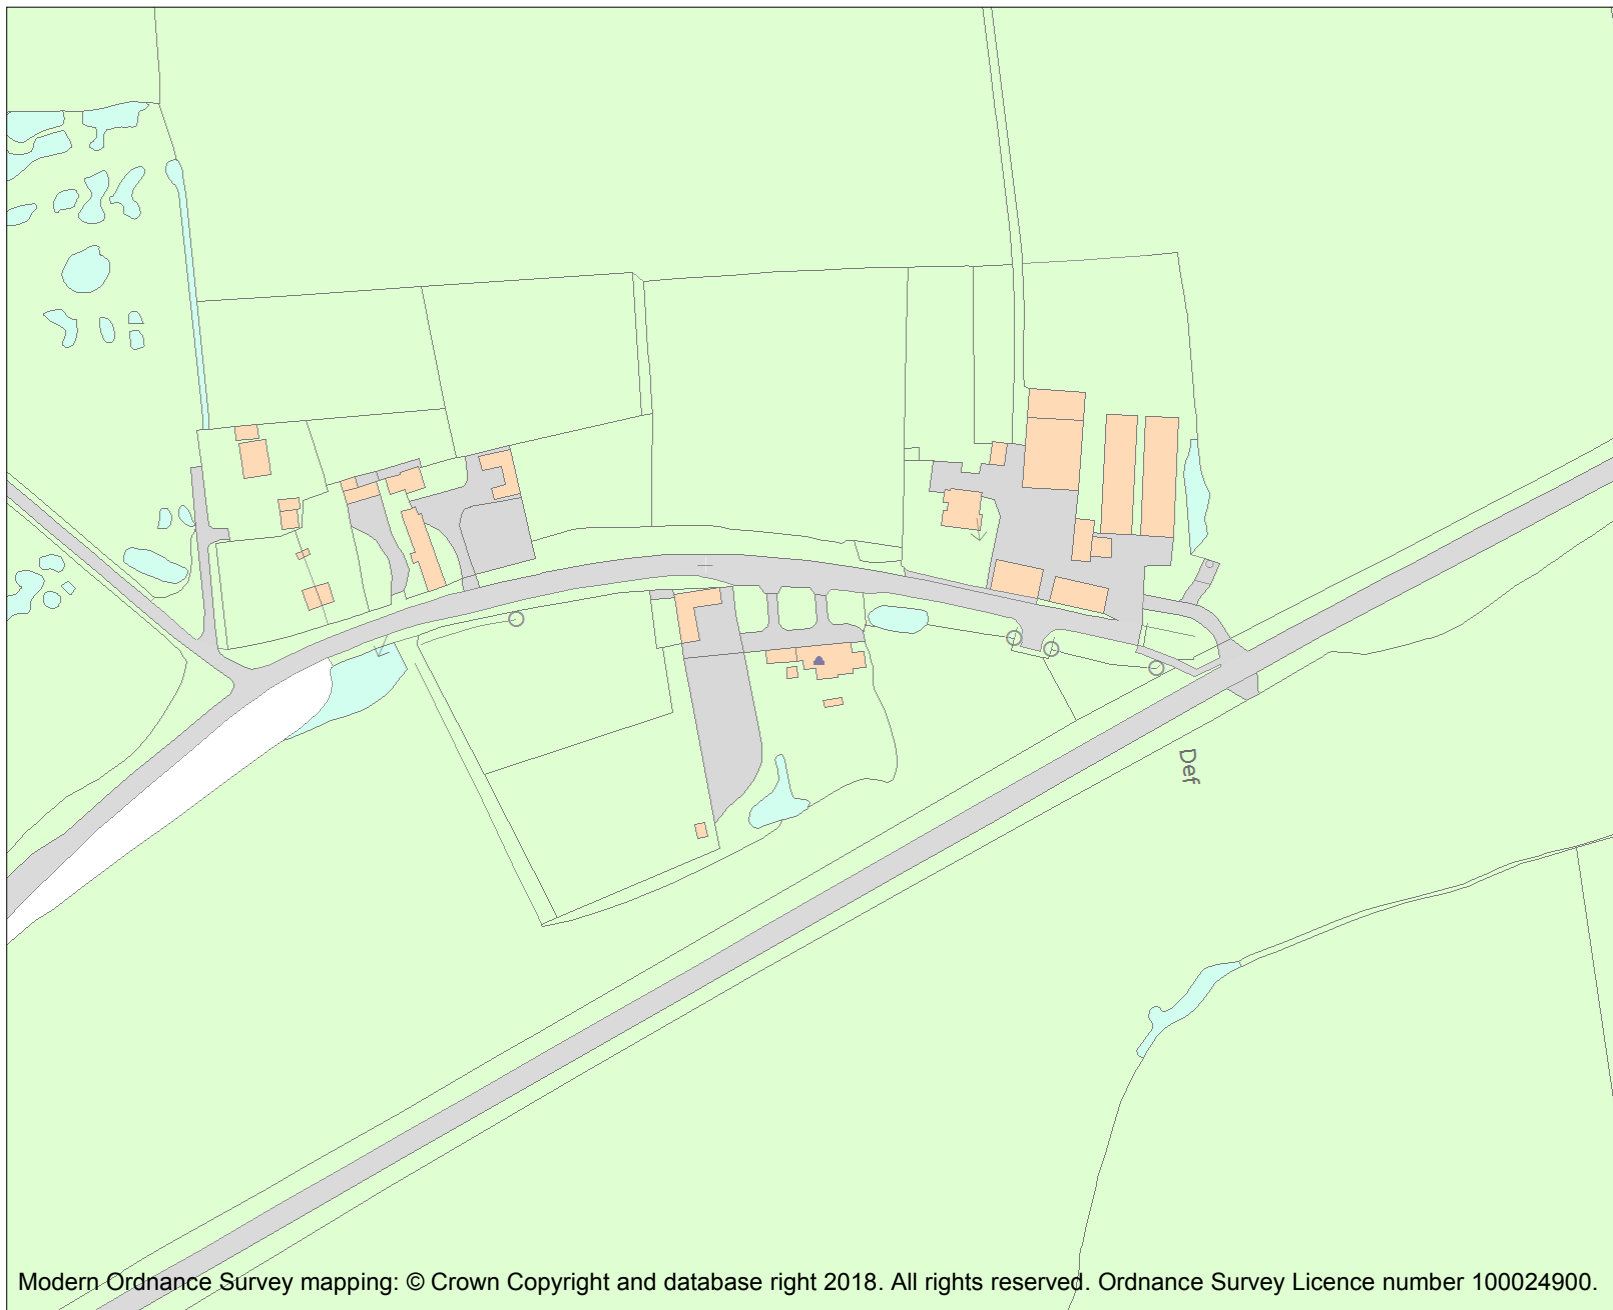 Def
Modern Ordnance Survey mapping: © Crown Copyright and database right 2018. All rights reserved. Ordnance Survey Licence number 100024900.